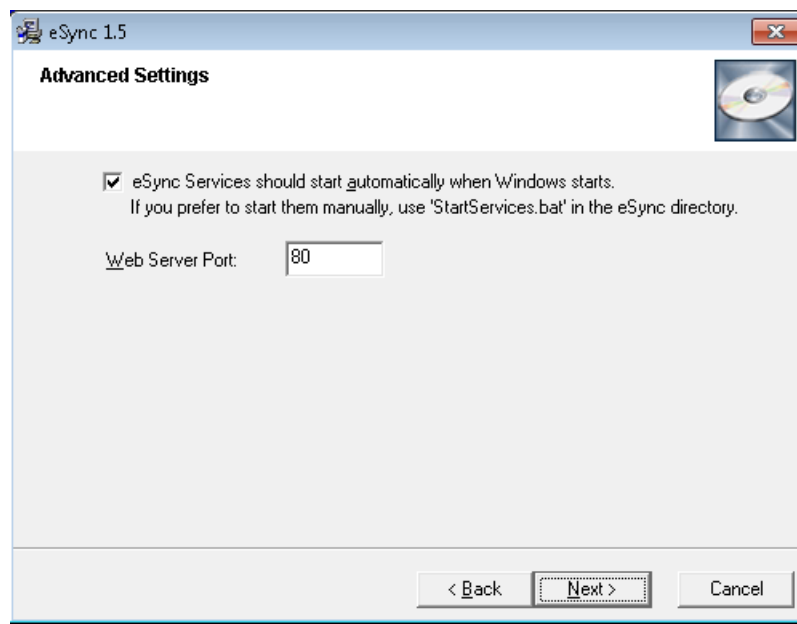 eSync 1.5
Advanced Settings
eSync Services should start automatically when Windows starts.
If you prefer to start them manually, use 'StartServices.bat' in the eSync directory.
Web Server Port: 80
< Back Next > Cancel